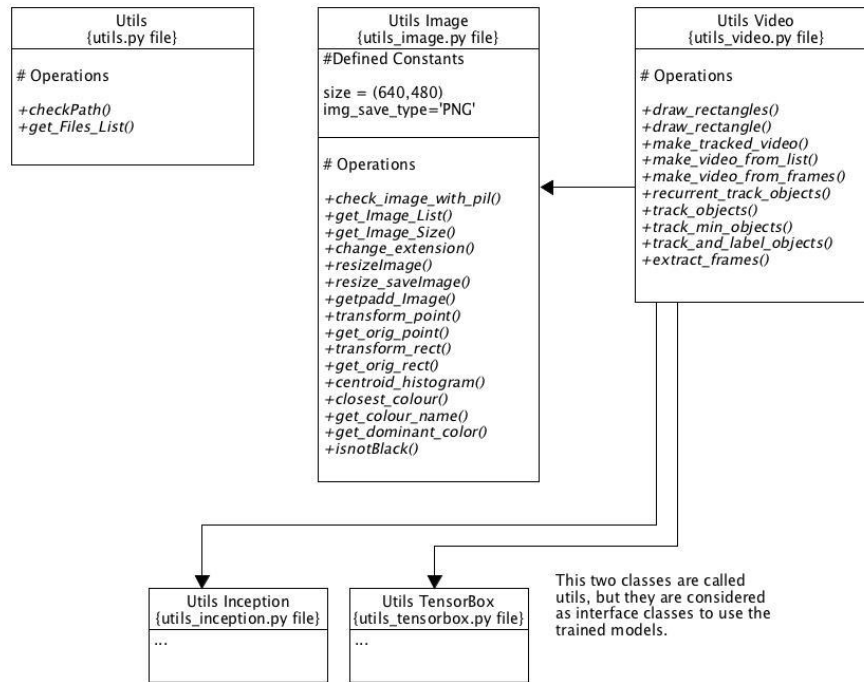 Utils
{utils.py file}
# Operations
+checkPath()
+get_Files_List()
Utils Image
{utils_image.py file}
#Defined Constants
size = (640,480)
img_save_type='PNG'
# Operations
+check_image_with_pil()
+get_Image_List()
+get_Image_Size()
+change_extension()
+resizeImage()
+resize_saveImage()
+getpadd_Image()
+transform_point()
+get_orig_point()
+transform_rect()
+get_orig_rect()
+centroid_histogram()
+closest_colour()
+get_colour_name()
+get_dominant_color()
+isnotBlack()
Utils Video
{utils_video.py file}
# Operations
+draw_rectangles()
+draw_rectangle()
+make_tracked_video()
+make_video_from_list()
+make_video_from_frames()
+recurrent_track_objects()
+track_objects()
+track_min_objects()
+track_and_label_objects()
+extract_frames()
Utils Inception
{utils_inception.py file}
...
Utils TensorBox
{utils_tensorbox.py file}
...
This two classes are called
utils, but they are considered
as interface classes to use the
trained models.